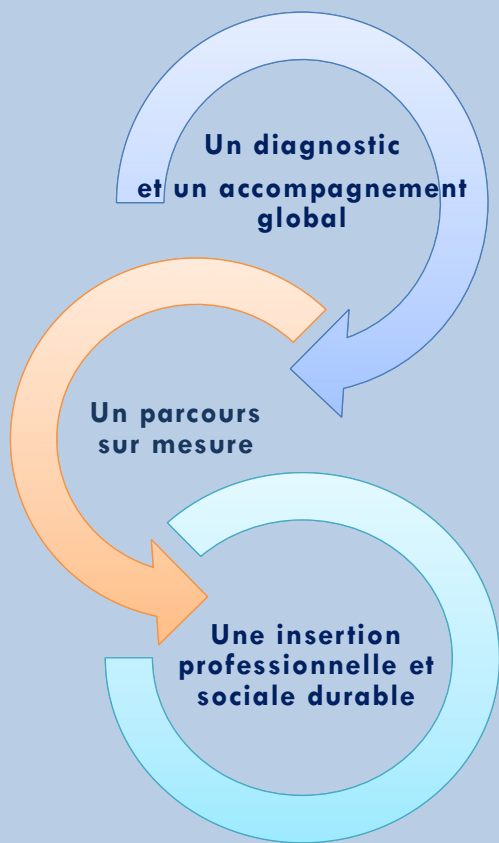 Un diagnostic
et un accompagnement
global
Un parcours
sur mesure
Une insertion
professionnelle et
sociale durable